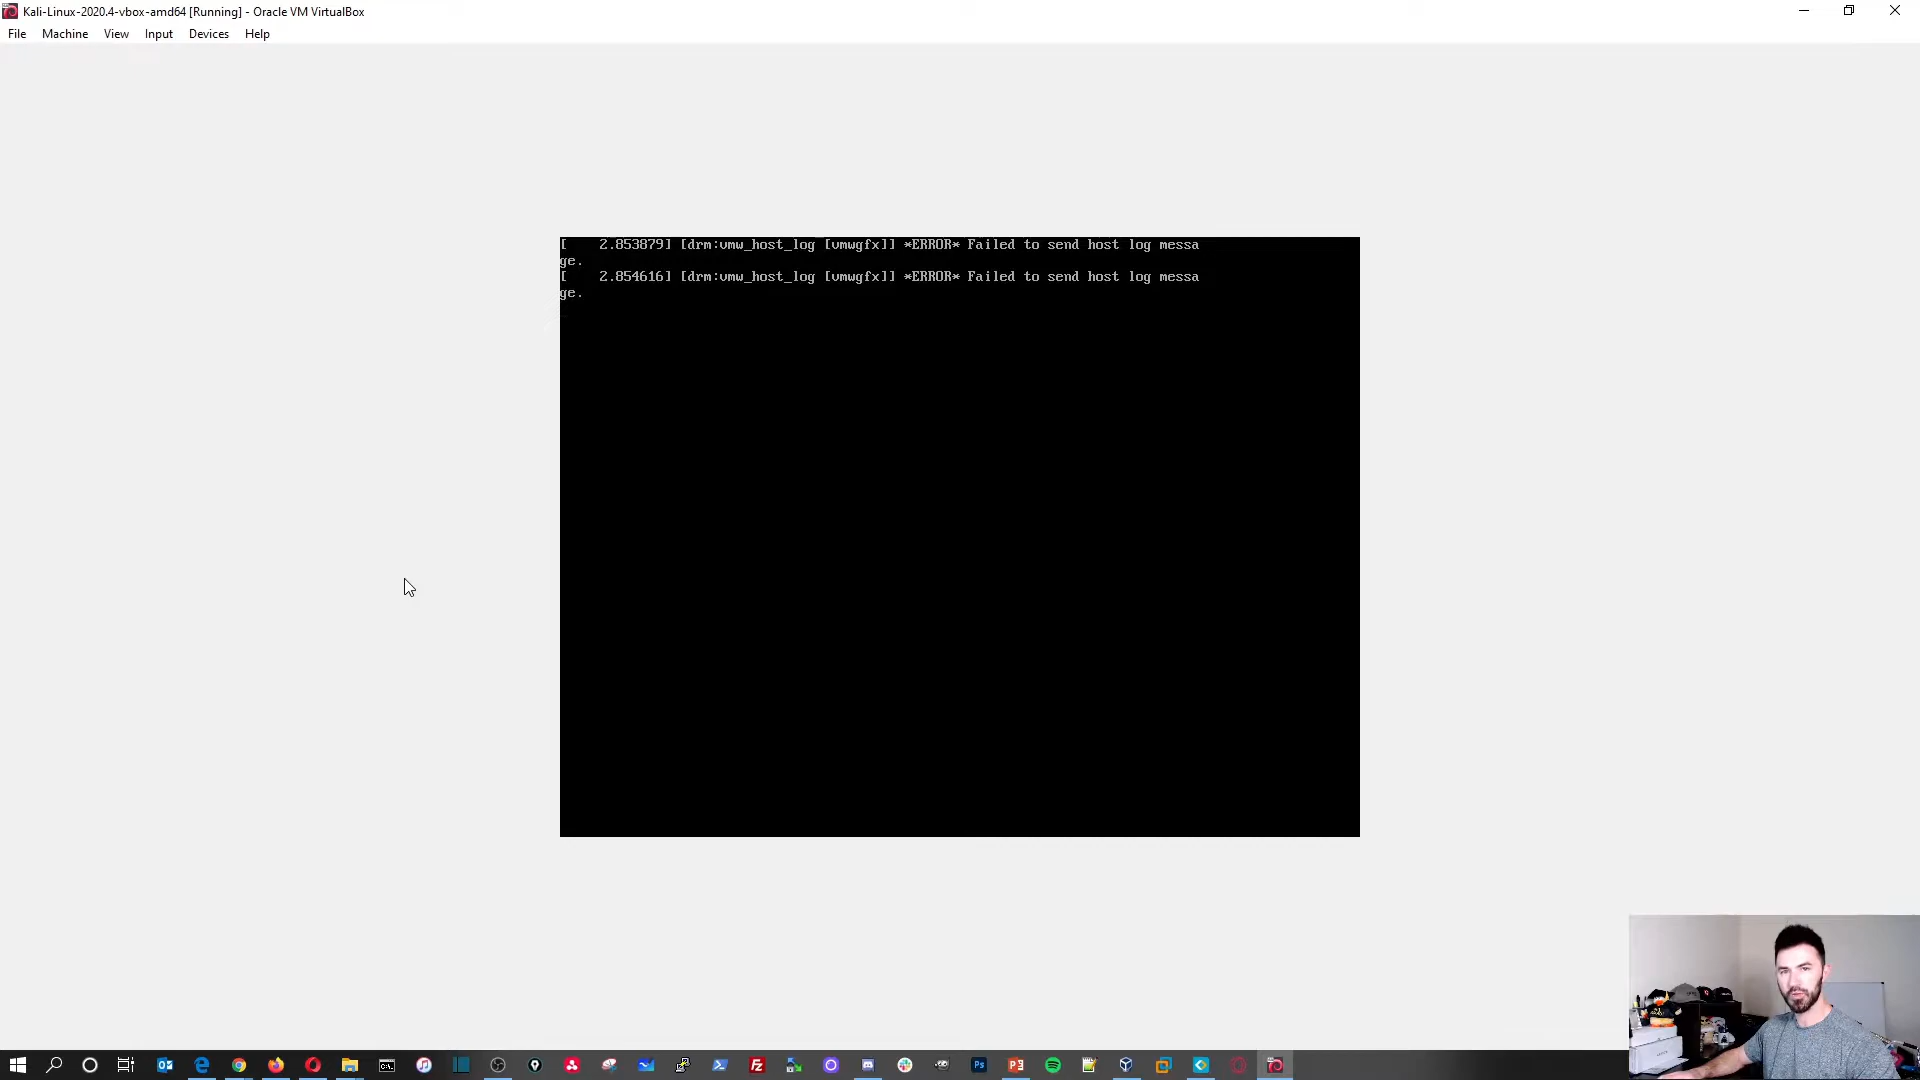 Kali-Linux-2020.4-vbox-amd64 [Running] - Oracle VM VirtualBox
File Machine View Input Devices Help
[    2.853879] [drm:vmw_host_log [vmwgfx]] *ERROR* Failed to send host log messa
ge.
[    2.854616] [drm:vmw_host_log [vmwgfx]] *ERROR* Failed to send host log messa
ge.